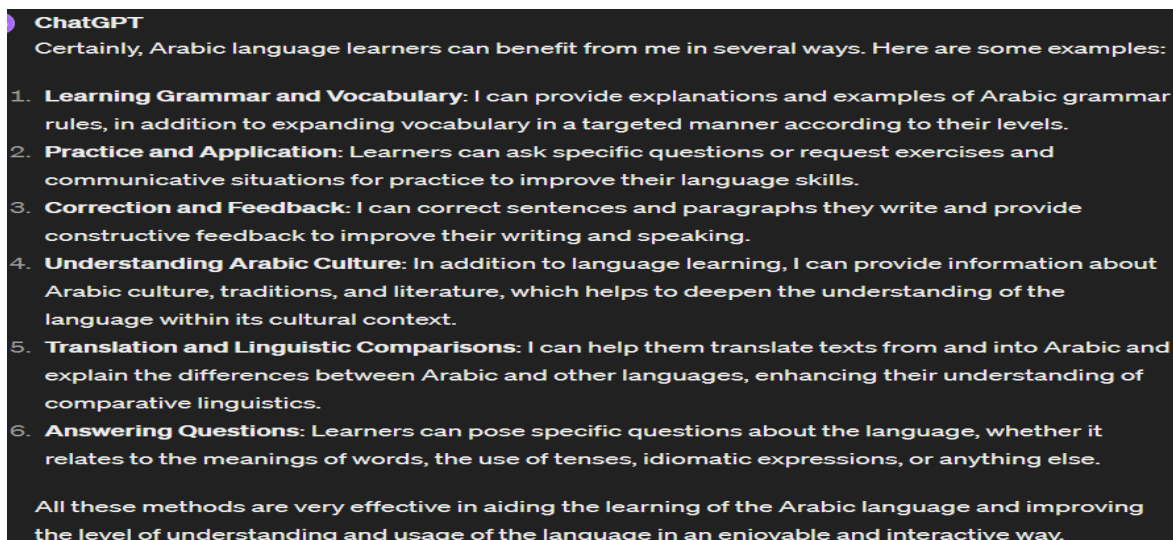 ChatGPT
Certainly, Arabic language learners can benefit from me in several ways. Here are some examples:
1. Learning Grammar and Vocabulary: I can provide explanations and examples of Arabic grammar
rules, in addition to expanding vocabulary in a targeted manner according to their levels.
2. Practice and Application: Learners can ask specific questions or request exercises and
communicative situations for practice to improve their language skills.
3. Correction and Feedback: I can correct sentences and paragraphs they write and provide
constructive feedback to improve their writing and speaking.
4. Understanding Arabic Culture: In addition to language learning, I can provide information about
Arabic culture, traditions, and literature, which helps to deepen the understanding of the
language within its cultural context.
5. Translation and Linguistic Comparisons: I can help them translate texts from and into Arabic and
explain the differences between Arabic and other languages, enhancing their understanding of
comparative linguistics.
6. Answering Questions: Learners can pose specific questions about the language, whether it
relates to the meanings of words, the use of tenses, idiomatic expressions, or anything else.
All these methods are very effective in aiding the learning of the Arabic language and improving
the level of understanding and usage of the language in an enjoyable and interactive way.